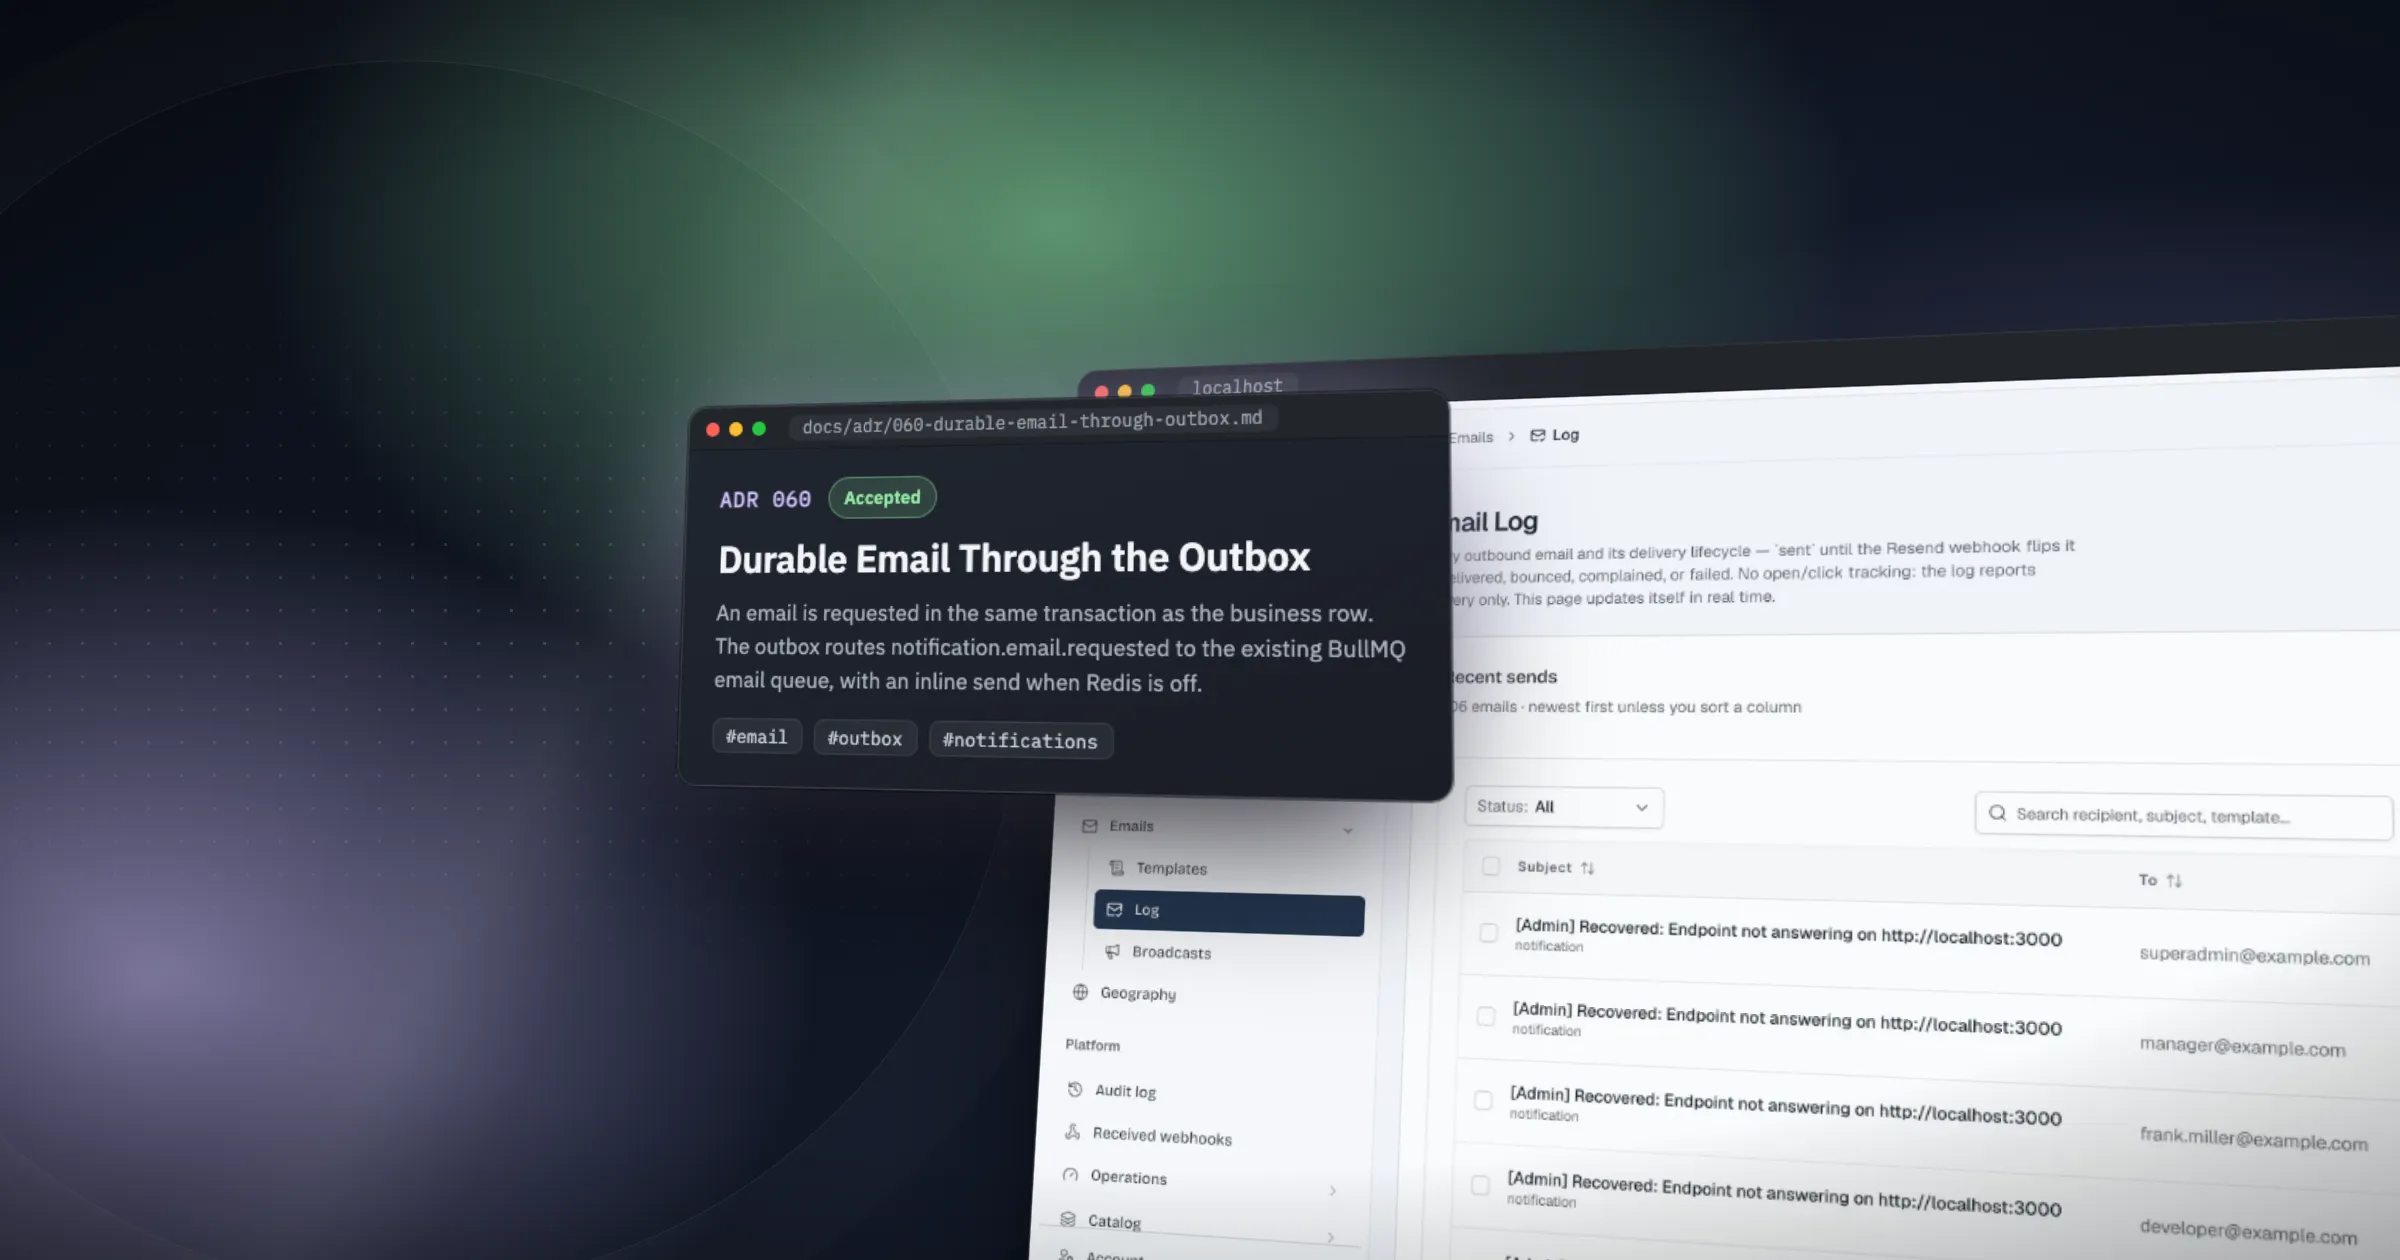 localhost
docs/adr/060-durable-email-through-outbox.md
ADR 060
Accepted
Durable Email Through the Outbox
An email is requested in the same transaction as the business row.
The outbox routes notification.email.requested to the existing BullMQ
email queue, with an inline send when Redis is off.
#email
#outbox
#notifications
Emails > Log
Log
outbound email and its delivery lifecycle — `sent` until the Resend webhook flips it
bounced, complained, or failed. No open/click tracking: the log reports
only. This page updates itself in real time.
sends
emails · newest first unless you sort a column
Status: All
Search recipient, subject, template...
Subject
To
[Admin] Recovered: Endpoint not answering on http://localhost:3000
notification
superadmin@example.com
[Admin] Recovered: Endpoint not answering on http://localhost:3000
notification
manager@example.com
[Admin] Recovered: Endpoint not answering on http://localhost:3000
notification
frank.miller@example.com
[Admin] Recovered: Endpoint not answering on http://localhost:3000
notification
developer@example.com
Emails
Templates
Log
Broadcasts
Geography
Platform
Audit log
Received webhooks
Operations
Catalog